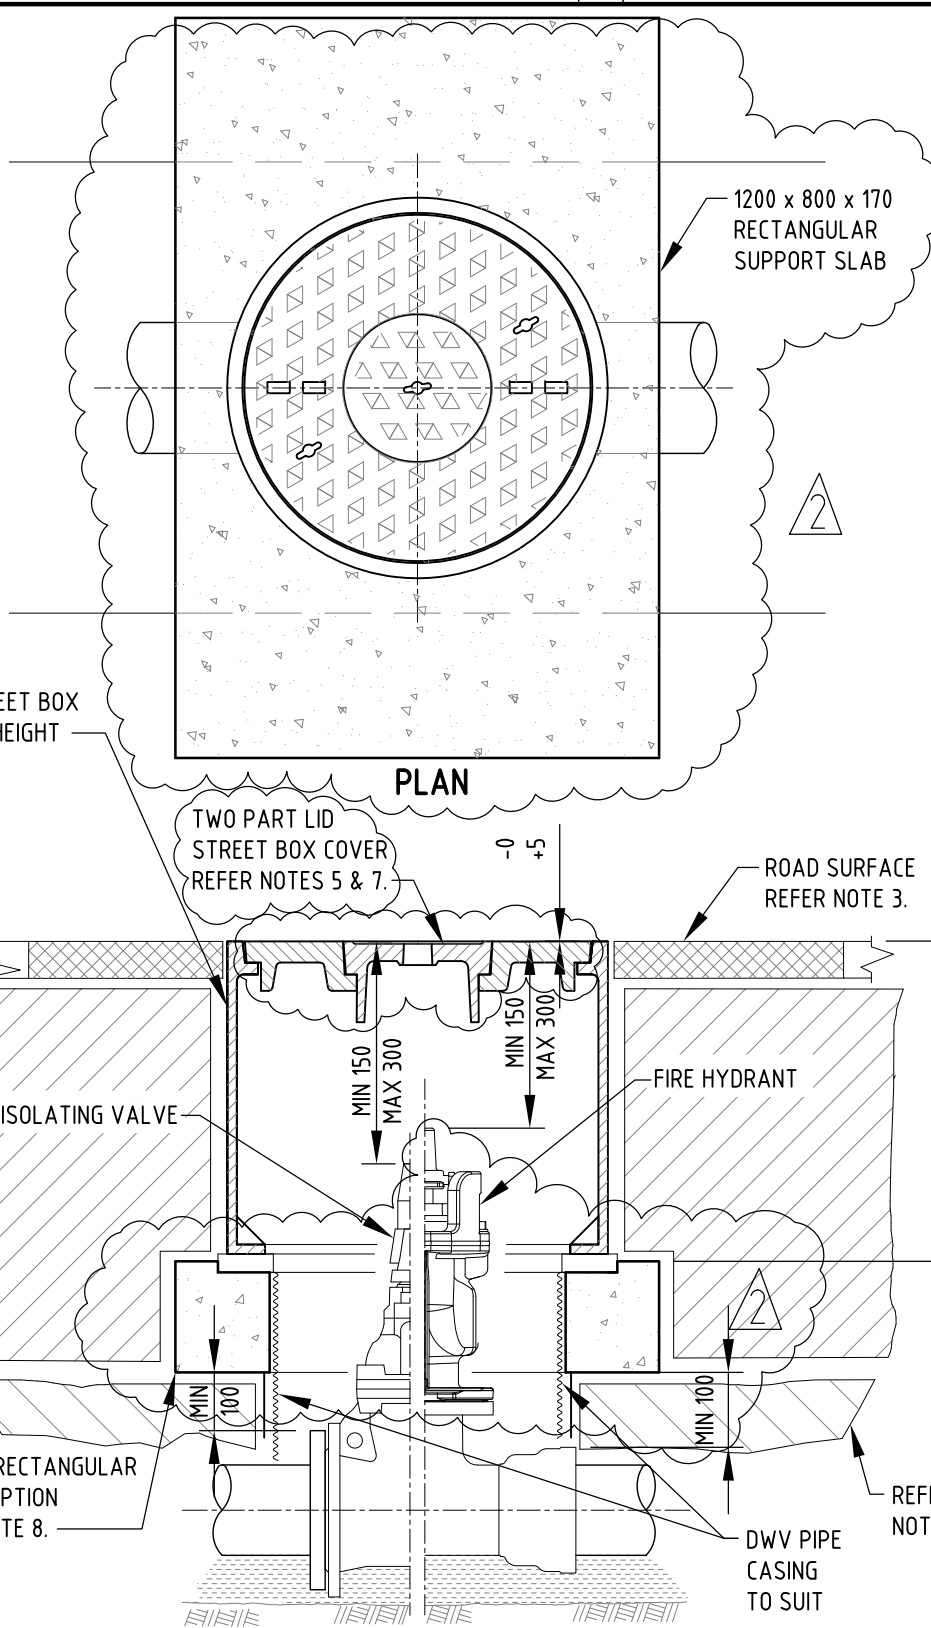 1200 x 800 x 170
RECTANGULAR
SUPPORT SLAB
2
EET BOX
HEIGHT
PLAN
TWO PART LID
STREET BOX COVER
REFER NOTES 5 & 7.
-0
+5
ROAD SURFACE
REFER NOTE 3.
MIN 150
MAX 300
MIN 150
MAX 300
FIRE HYDRANT
ISOLATING VALVE
2
MIN
100
MIN 100
RECTANGULAR
PTION
TE 8.
REF
NOT
DWV PIPE
CASING
TO SUIT